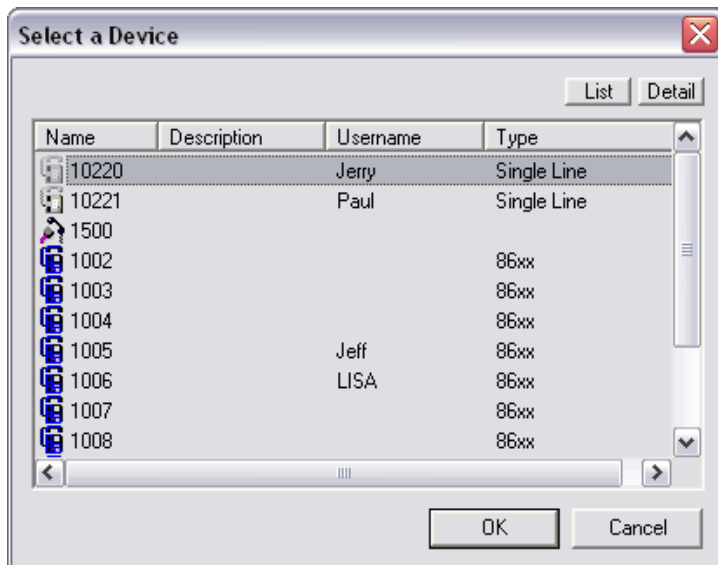 Select a Device
List Detail
Name Description Username Type
10220 Jerry Single Line
10221 Paul Single Line
1500
1002 86xx
1003 86xx
1004 86xx
1005 Jeff 86xx
1006 LISA 86xx
1007 86xx
1008 86xx
OK Cancel